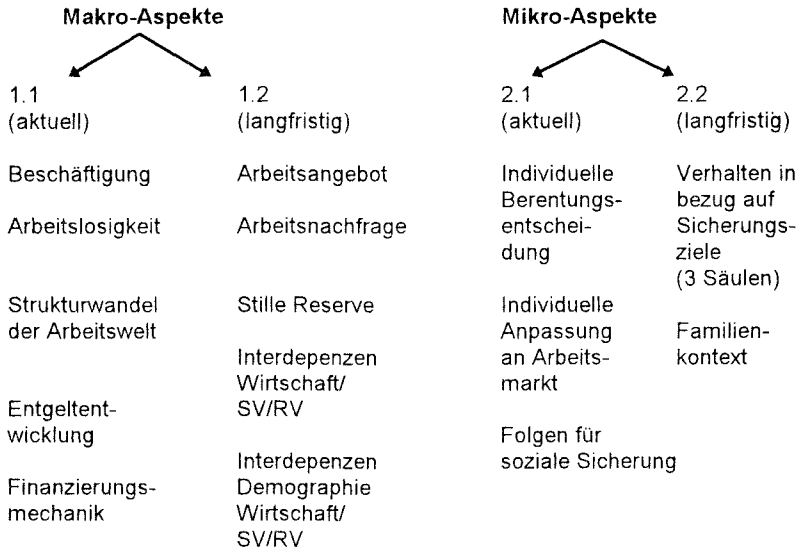 Makro-Aspekte
1.1
(aktuell)
Beschäftigung
Arbeitslosigkeit
Strukturwandel
der Arbeitswelt
Entgeltent-
wicklung
Finanzierungs-
mechanik
1.2
(langfristig)
Arbeitsangebot
Arbeitsnachfrage
Stille Reserve
Interdepenzen
Wirtschaft/
SV/RV
Interdepenzen
Demographie
Wirtschaft/
SV/RV
Mikro-Aspekte
2.1
(aktuell)
Individuelle
Berentungs-
entschei-
dung
Individuelle
Anpassung
an Arbeits-
markt
Folgen für
soziale Sicherung
2.2
(langfristig)
Verhalten in
bezug auf
Sicherungs-
ziele
(3 Säulen)
Familien-
kontext